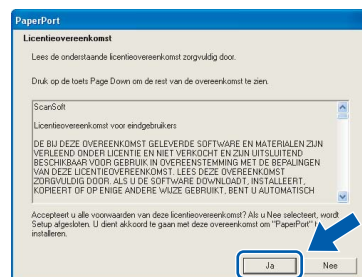 PaperPort
Licentieovereenkomst
Lees de onderstaande licentieovereenkomst zorgvuldig door.
Druk op de toets Page Down om de rest van de overeenkomst te zien.
ScanSoft
Licentieovereenkomst voor eindgebruikers
DE BIJ DEZE OVEREENKOMST GELEVERDE SOFTWARE EN MATERIALEN ZIJN
VERLEEND ONDER LICENTIE EN NIET VERKOCHT EN ZIJN UITSLUITEND
BESCHIKBAAR VOOR GEBRUIK IN OVEREENSTEMMING MET DE BEPALINGEN
VAN DEZE LICENTIEOVEREENKOMST. LEES DEZE OVEREENKOMST
ZORGVULDIG DOOR. ALS U DE SOFTWARE DOWNLOADT, INSTALLEERT,
KOPIEERT OF OP ENIGE ANDERE WIJZE GEBRUIKT, BENT U AUTOMATISCH
Accepteert u alle voorwaarden van deze licentieovereenkomst? Als u Nee selecteert, wordt
Setup afgesloten. U dient akkoord te gaan met deze overeenkomst om "PaperPort"
installeren.
Ja
Nee